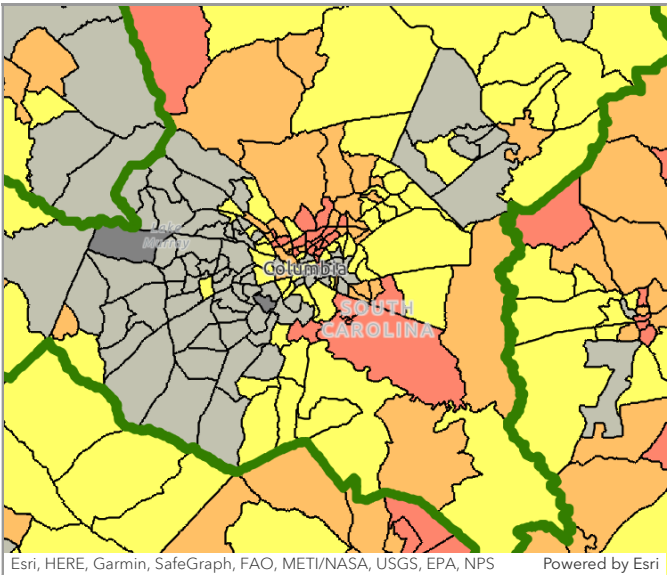 Lake
Murray
Columbia
SOUTH
CAROLINA
Esri, HERE, Garmin, SafeGraph, FAO, METI/NASA, USGS, EPA, NPS Powered by Esri